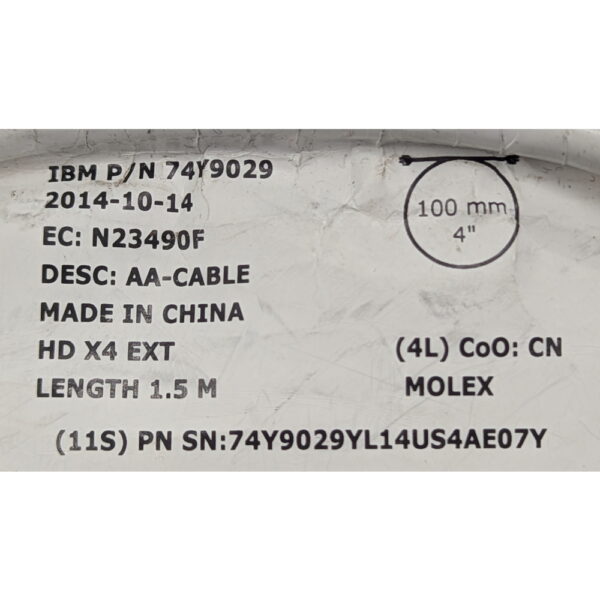 IBM P/N 74Y9029
2014-10-14
EC: N23490F
DESC: AA-CABLE
MADE IN CHINA
HD X4 EXT
LENGTH 1.5 M
100 mm
4"
(4L) CoO: CN
MOLEX
(11S) PN SN:74Y9029YL14US4AE07Y